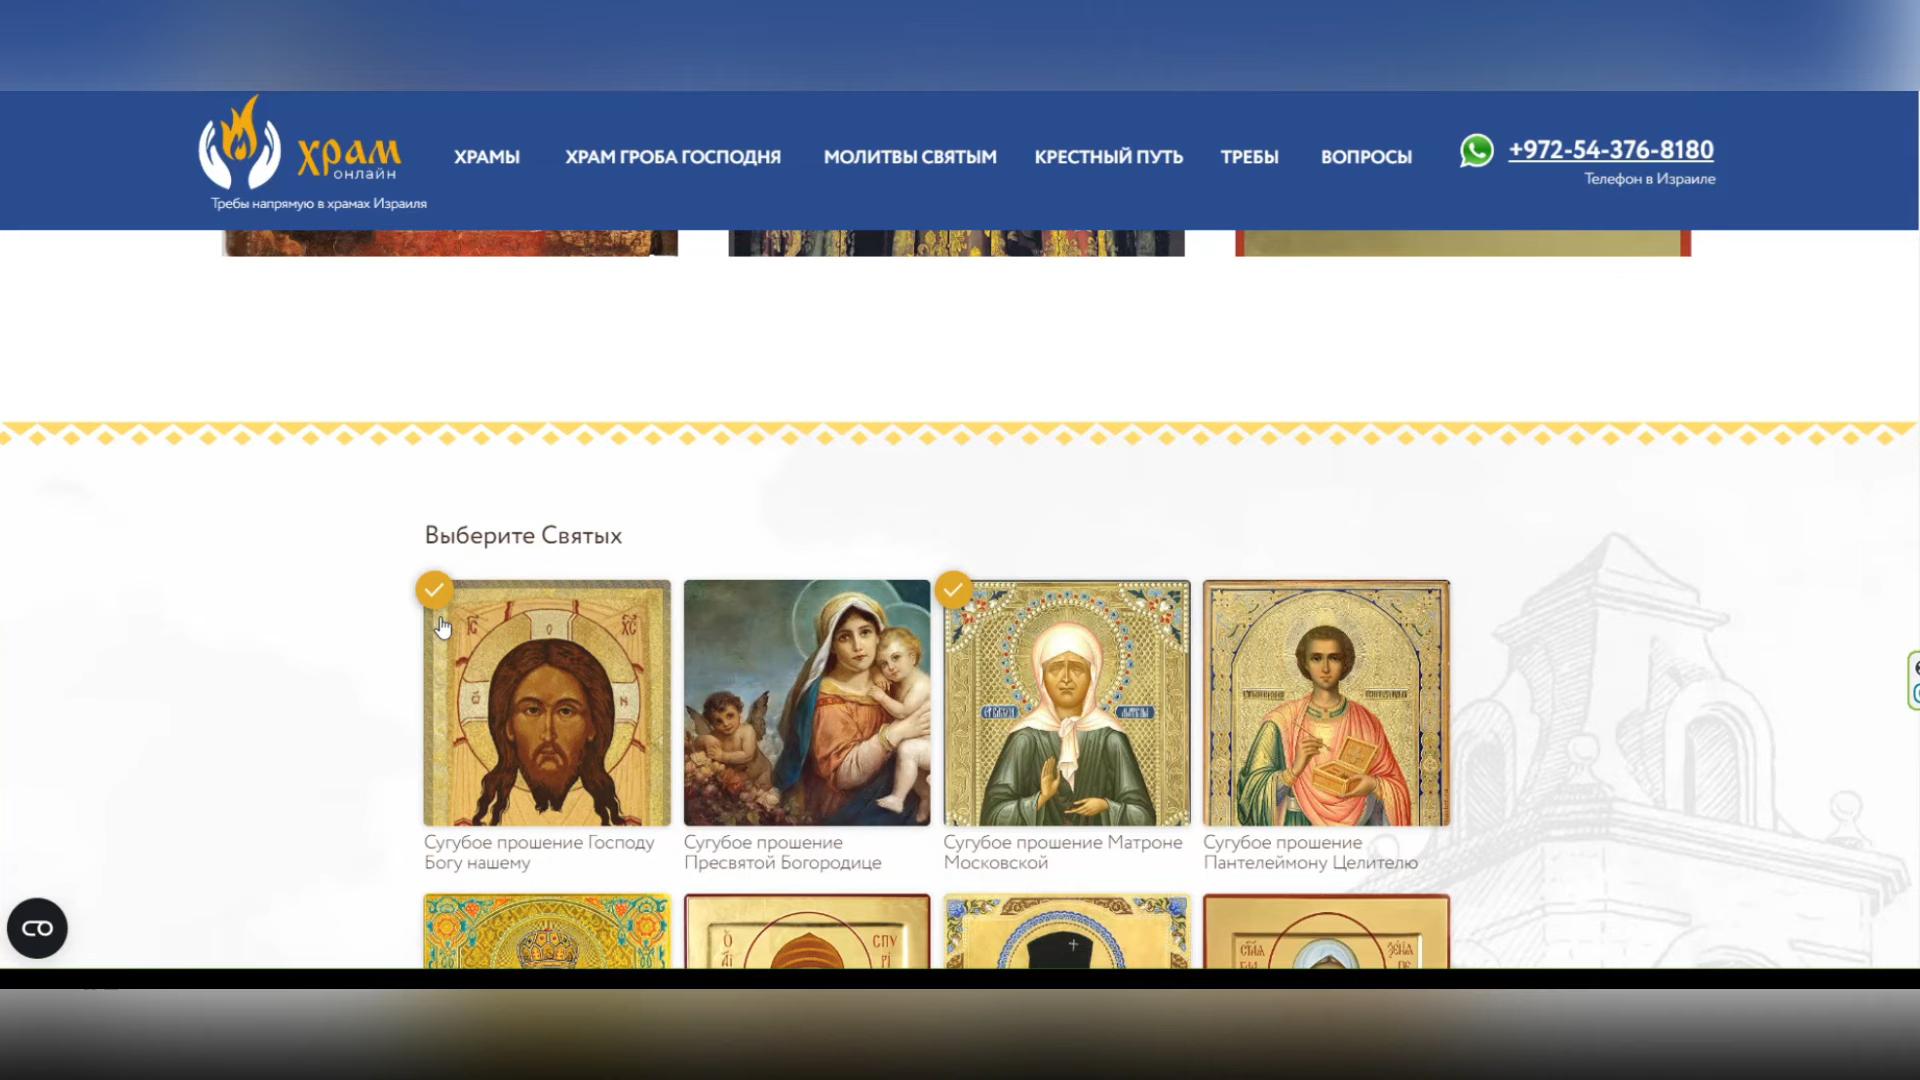 храм
онлайн
Требы напрямую в храмах Израиля
ХРАМЫ
ХРАМ ГРОБА ГОСПОДНЯ
МОЛИТВЫ СВЯТЫМ
КРЕСТНЫЙ ПУТЬ
ТРЕБЫ
ВОПРОСЫ
+972-54-376-8180
Телефон в Израиле
Выберите Святых
Сугубое прошение Господу
Богу нашему
Сугубое прошение
Пресвятой Богородице
Сугубое прошение Матроне
Московской
Сугубое прошение
Пантелеймону Целителю